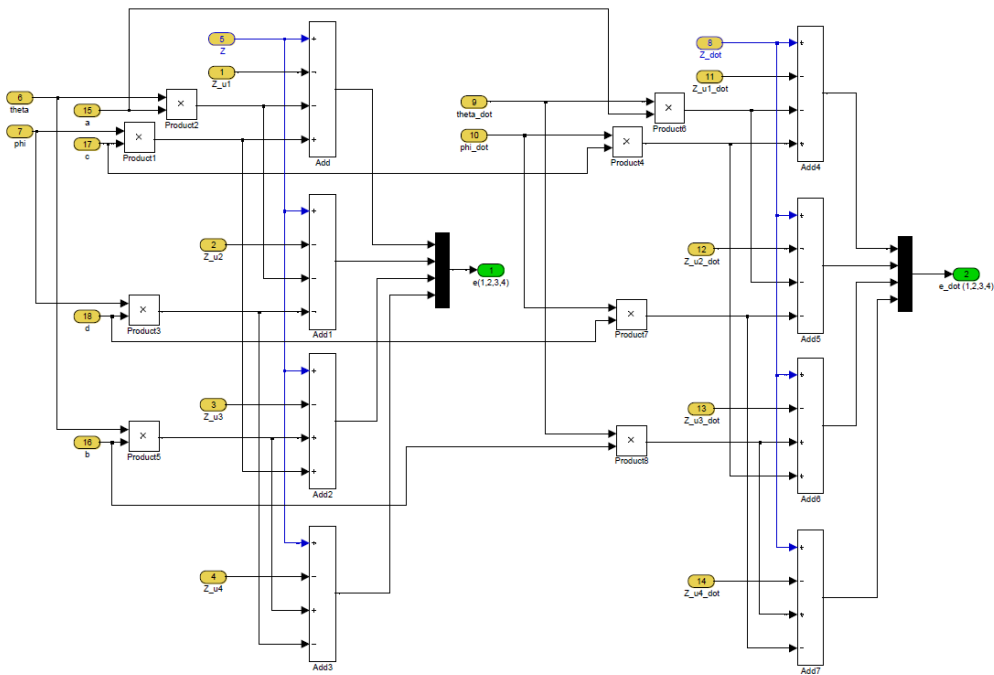 5
Z
1
Z_u1
Add
6
theta
15
a
Product2
7
phi
17
c
Product1
2
Z_u2
Add1
18
d
Product3
3
Z_u3
Add2
16
b
Product5
4
Z_u4
Add3
1
e(1,2,3,4)
8
Z_dot
11
Z_u1_dot
Add4
9
theta_dot
Product6
10
phi_dot
Product4
12
Z_u2_dot
Add5
Product7
13
Z_u3_dot
Add6
Product8
14
Z_u4_dot
Add7
2
e_dot (1,2,3,4)